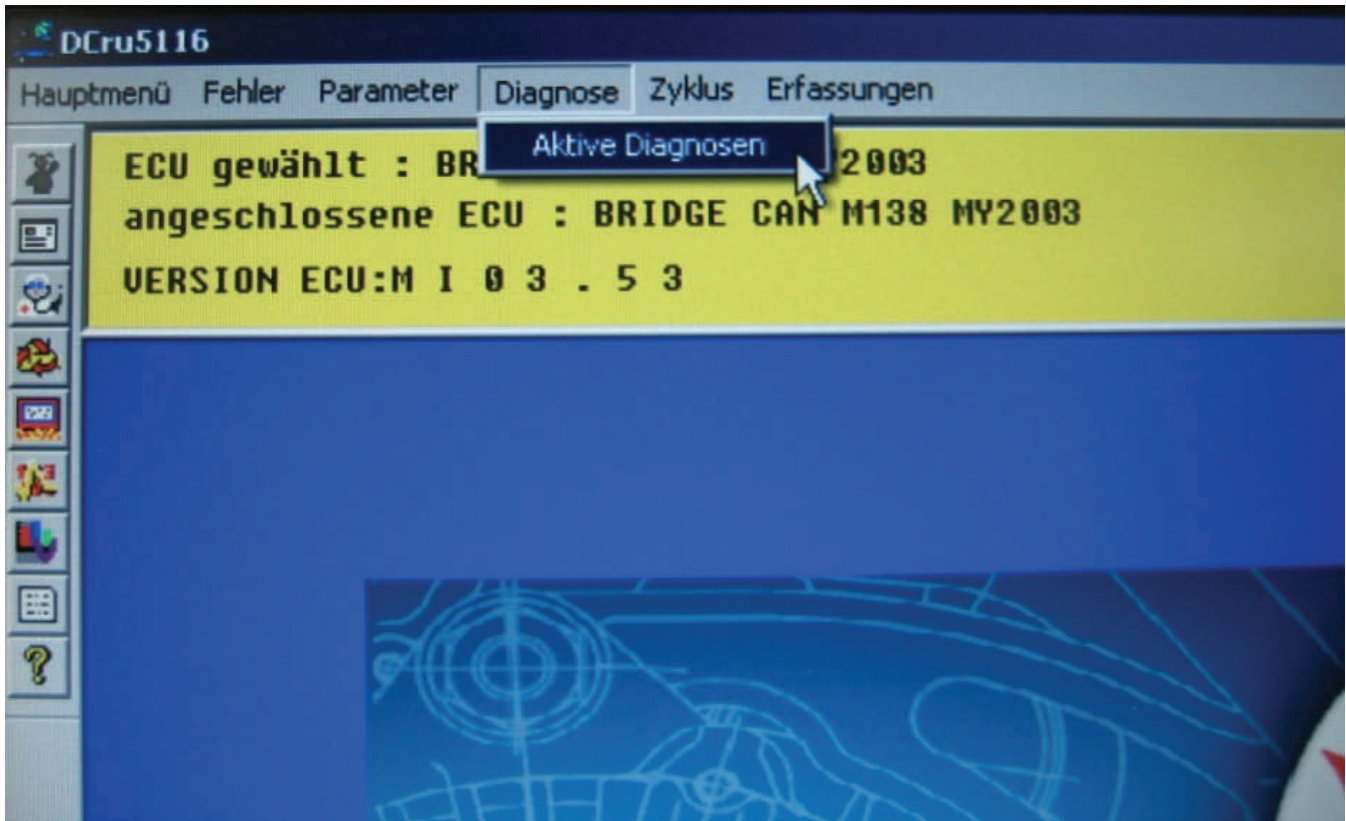 DCru5116
Hauptmenü Fehler Parameter Diagnose Zyklus Erfassungen
Aktive Diagnosen
ECU gewählt : BR 2003
angeschlossene ECU : BRIDGE CAN M138 MY2003
VERSION ECU:M I 0 3 . 5 3